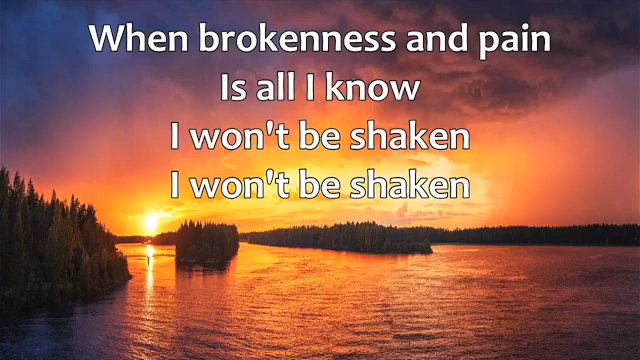 When brokenness and pain
Is all I know
I won't be shaken
I won't be shaken